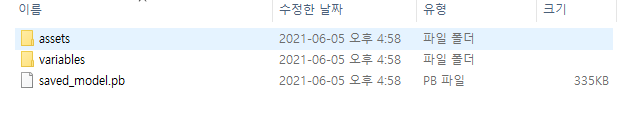 이름 수정한 날짜 유형 크기
assets 2021-06-05 오후 4:58 파일 폴더
variables 2021-06-05 오후 4:58 파일 폴더
saved_model.pb 2021-06-05 오후 4:58 PB 파일 335KB